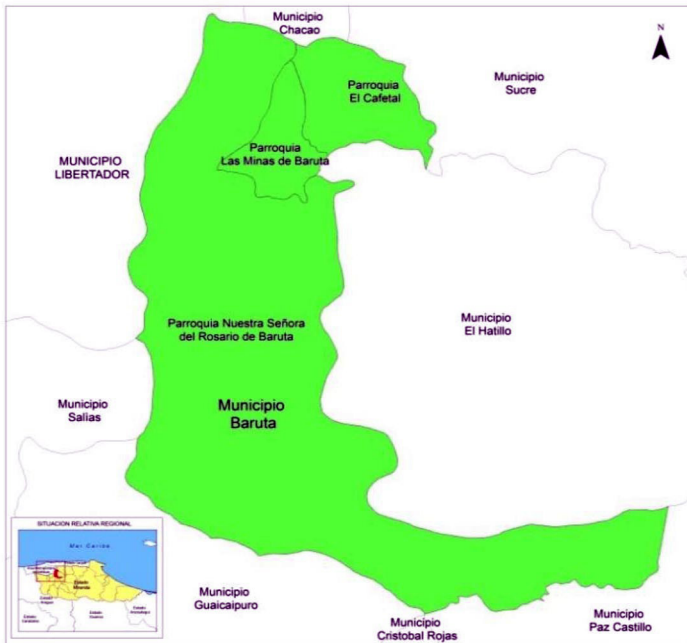 Municipio
Chacao
N
Parroquia
El Cafetal
Municipio
Sucre
Parroquia
Las Minas de Baruta
MUNICIPIO
LIBERTADOR
Parroquia Nuestra Señora
del Rosario de Baruta
Municipio
El Hatillo
Municipio
Salias
Municipio
Baruta
SITUACION RELATIVA REGIONAL
Mar Caribe
Estado
Miranda
Municipio
Guaicaipuro
Municipio
Cristobal Rojas
Municipio
Paz Castillo